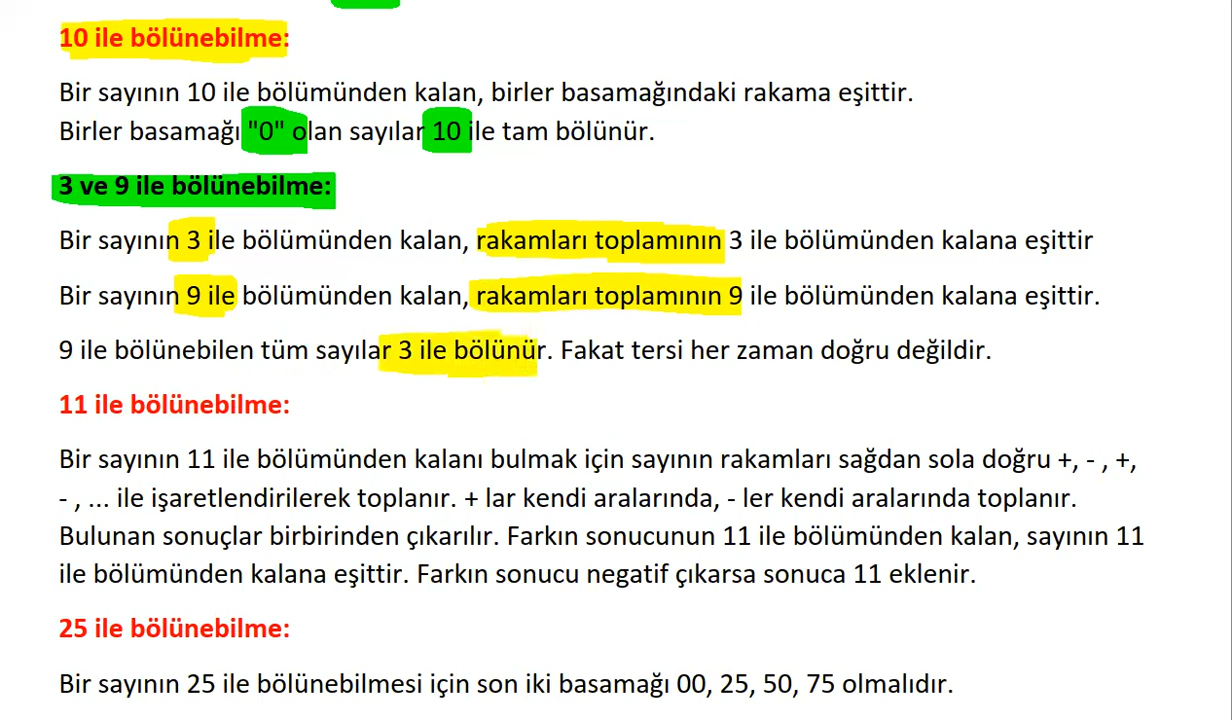 10 ile bölünebilme:
Bir sayının 10 ile bölümünden kalan, birler basamağındaki rakama eşittir.
Birler basamağı "0" olan sayılar 10 ile tam bölünür.
3 ve 9 ile bölünebilme:
Bir sayının 3 ile bölümünden kalan, rakamları toplamının 3 ile bölümünden kalana eşittir
Bir sayının 9 ile bölümünden kalan, rakamları toplamının 9 ile bölümünden kalana eşittir.
9 ile bölünebilen tüm sayılar 3 ile bölünür. Fakat tersi her zaman doğru değildir.
11 ile bölünebilme:
Bir sayının 11 ile bölümünden kalanı bulmak için sayının rakamları sağdan sola doğru +, - , +,
- , ... ile işaretlendirilerek toplanır. + lar kendi aralarında, - ler kendi aralarında toplanır.
Bulunan sonuçlar birbirinden çıkarılır. Farkın sonucunun 11 ile bölümünden kalan, sayının 11
ile bölümünden kalana eşittir. Farkın sonucu negatif çıkarsa sonuca 11 eklenir.
25 ile bölünebilme:
Bir sayının 25 ile bölünebilmesi için son iki basamağı 00, 25, 50, 75 olmalıdır.